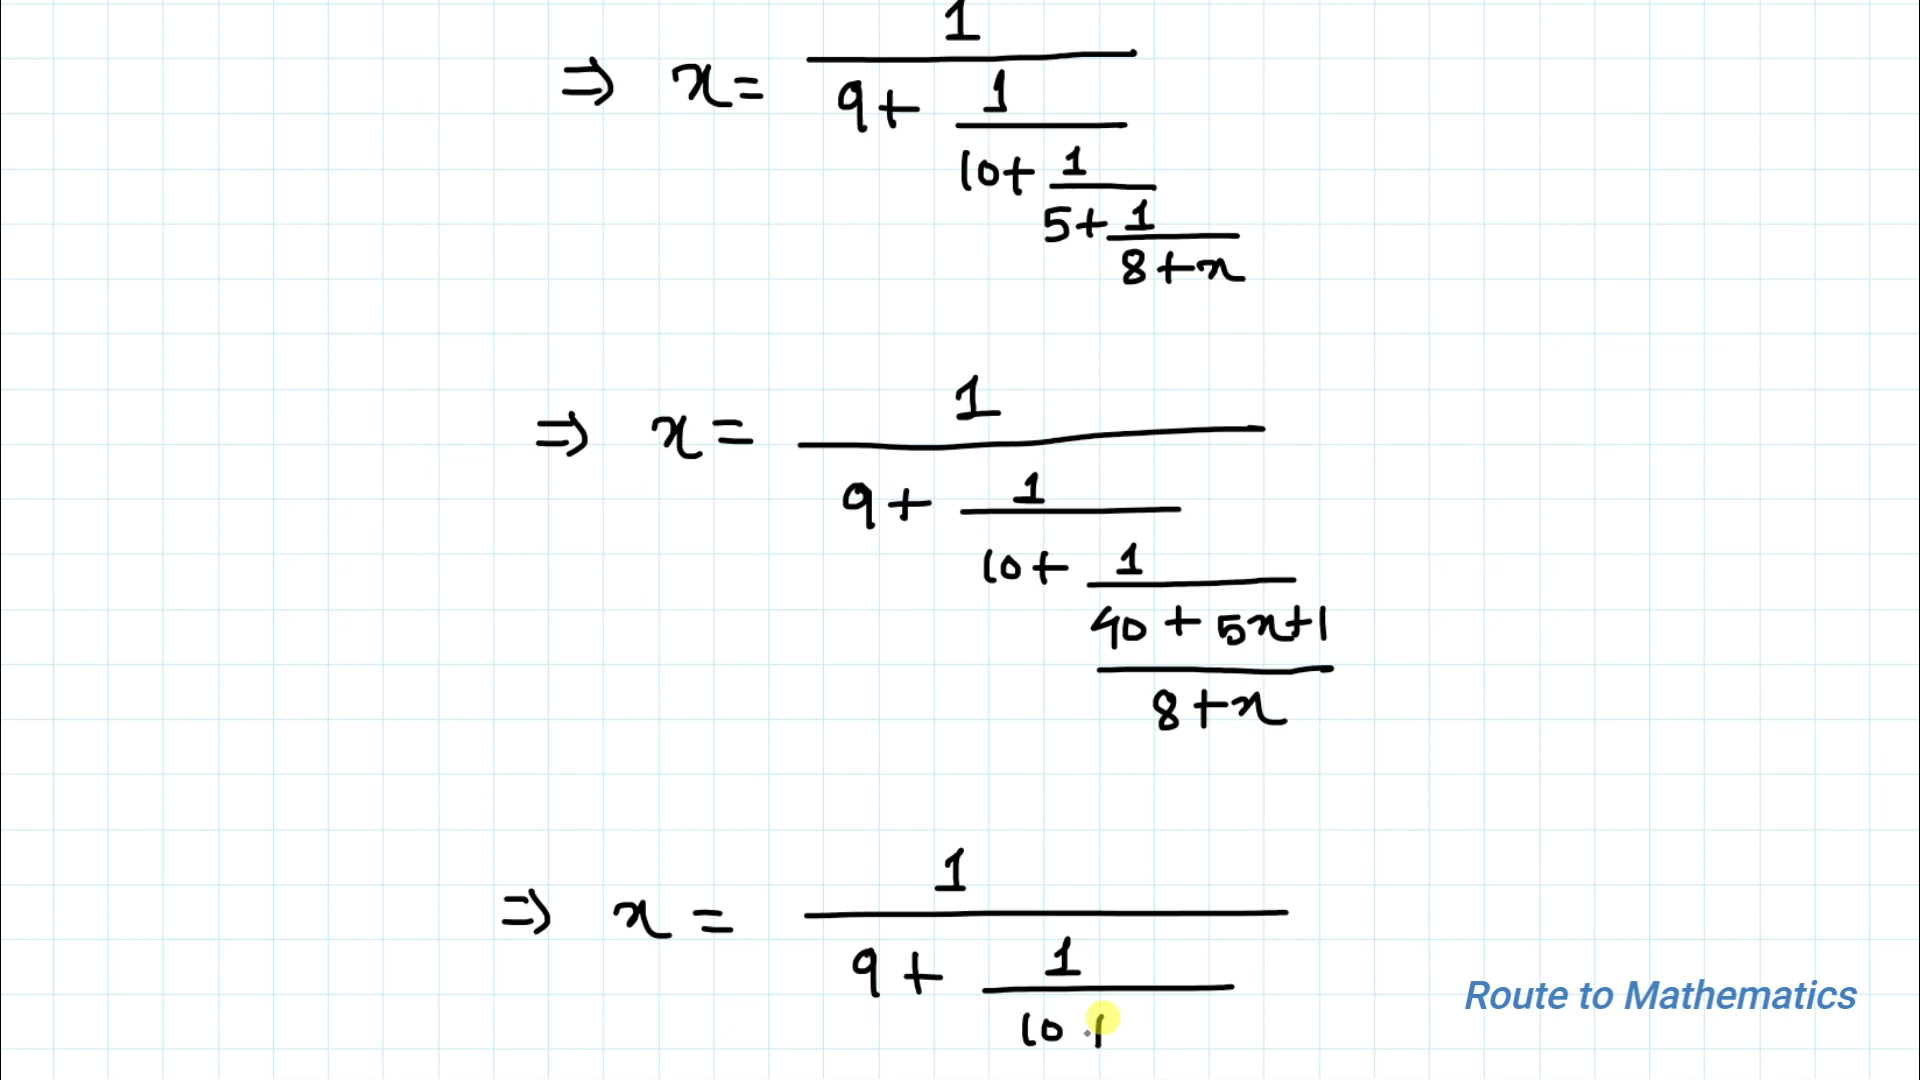 1
⇒ x =
9 + 1
10 + 1
5 + 1
8 + x
1
⇒ x =
9 + 1
10 + 1
40 + 5x + 1
8 + x
1
⇒ x =
9 + 1
10
Route to Mathematics